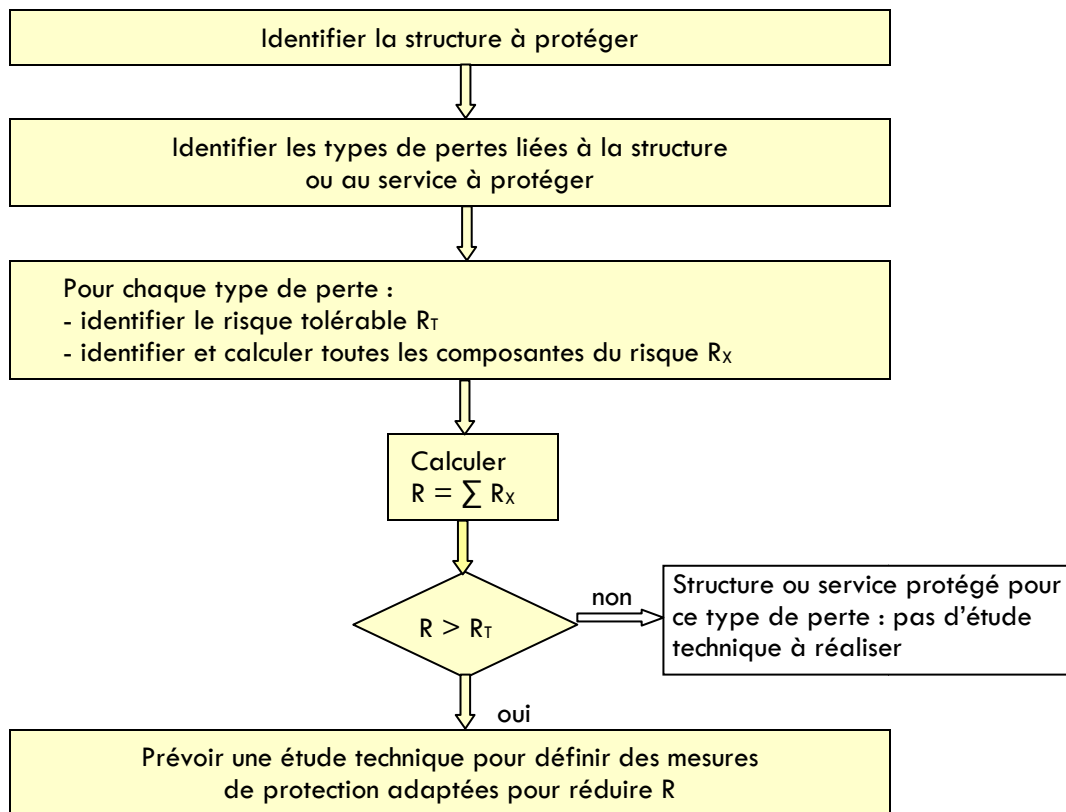 Identifier la structure à protéger
Identifier les types de pertes liées à la structure
ou au service à protéger
Pour chaque type de perte :
- identifier le risque tolérable RT
- identifier et calculer toutes les composantes du risque RX
Calculer
R = ∑ RX
R > RT
non
Structure ou service protégé pour
ce type de perte : pas d’étude
technique à réaliser
oui
Prévoir une étude technique pour définir des mesures
de protection adaptées pour réduire R